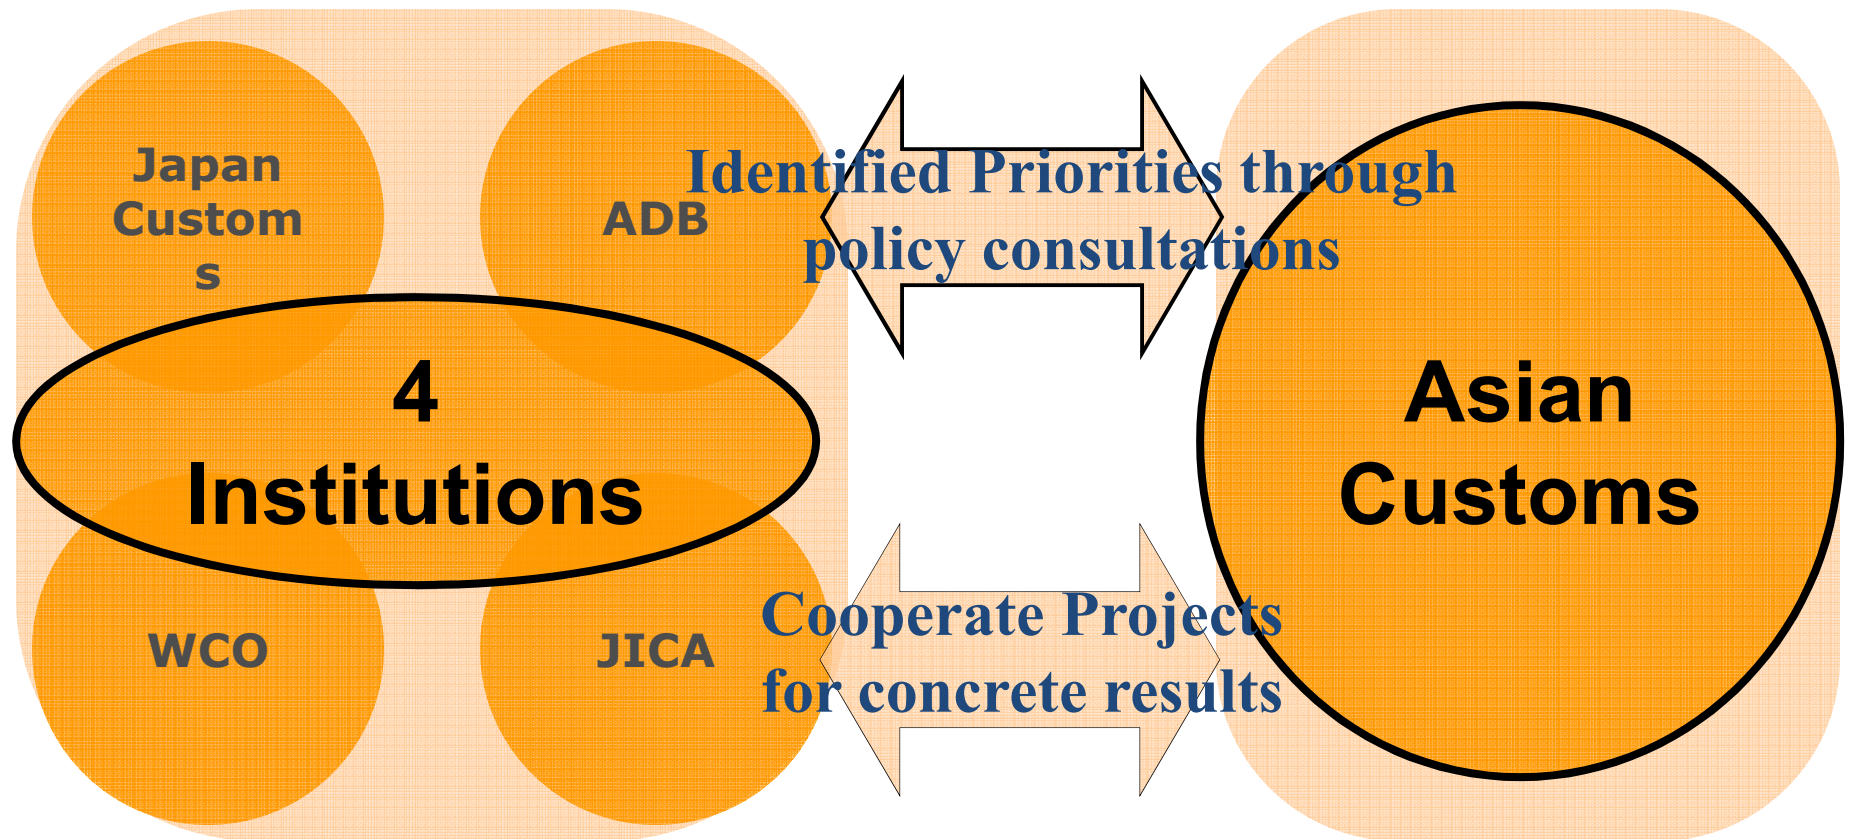 Japan
Custom
s
ADB
4
Institutions
WCO
JICA
Identified Priorities through
policy consultations
Cooperate Projects
for concrete results
Asian
Customs